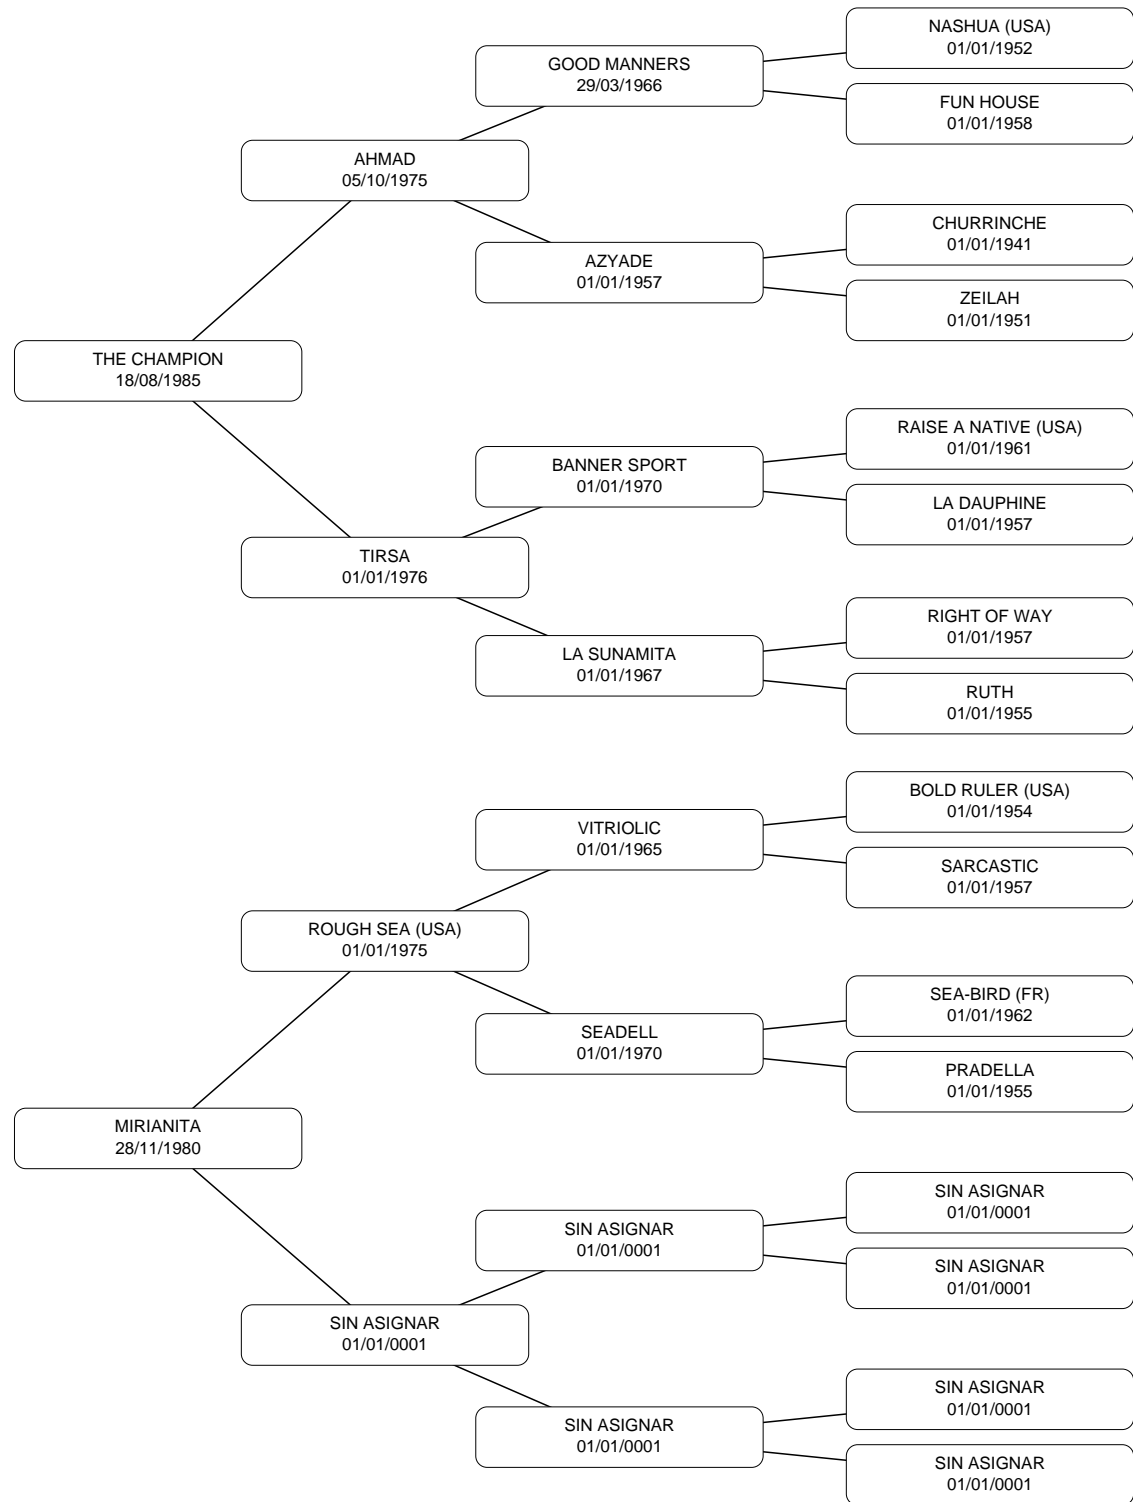 NASHUA (USA)
01/01/1952
GOOD MANNERS
29/03/1966
FUN HOUSE
01/01/1958
AHMAD
05/10/1975
CHURRINCHE
01/01/1941
AZYADE
01/01/1957
ZEILAH
01/01/1951
THE CHAMPION
18/08/1985
RAISE A NATIVE (USA)
01/01/1961
BANNER SPORT
01/01/1970
LA DAUPHINE
01/01/1957
TIRSA
01/01/1976
RIGHT OF WAY
01/01/1957
LA SUNAMITA
01/01/1967
RUTH
01/01/1955
BOLD RULER (USA)
01/01/1954
VITRIOLIC
01/01/1965
SARCASTIC
01/01/1957
ROUGH SEA (USA)
01/01/1975
SEA-BIRD (FR)
01/01/1962
SEADELL
01/01/1970
PRADELLA
01/01/1955
MIRIANITA
28/11/1980
SIN ASIGNAR
01/01/0001
SIN ASIGNAR
01/01/0001
SIN ASIGNAR
01/01/0001
SIN ASIGNAR
01/01/0001
SIN ASIGNAR
01/01/0001
SIN ASIGNAR
01/01/0001
SIN ASIGNAR
01/01/0001